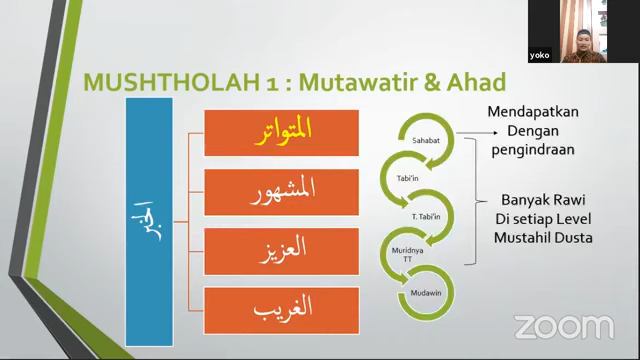 yoko
MUSHTHOLAH 1 : Mutawatir & Ahad
الخبر
المتواتر
المشهور
العزيز
الغريب
Sahabat
Tabi'in
T. Tabi'in
Muridnya
TT
Mudawin
Mendapatkan
Dengan
pengindraan
Banyak Rawi
Di setiap Level
Mustahil Dusta
zoom